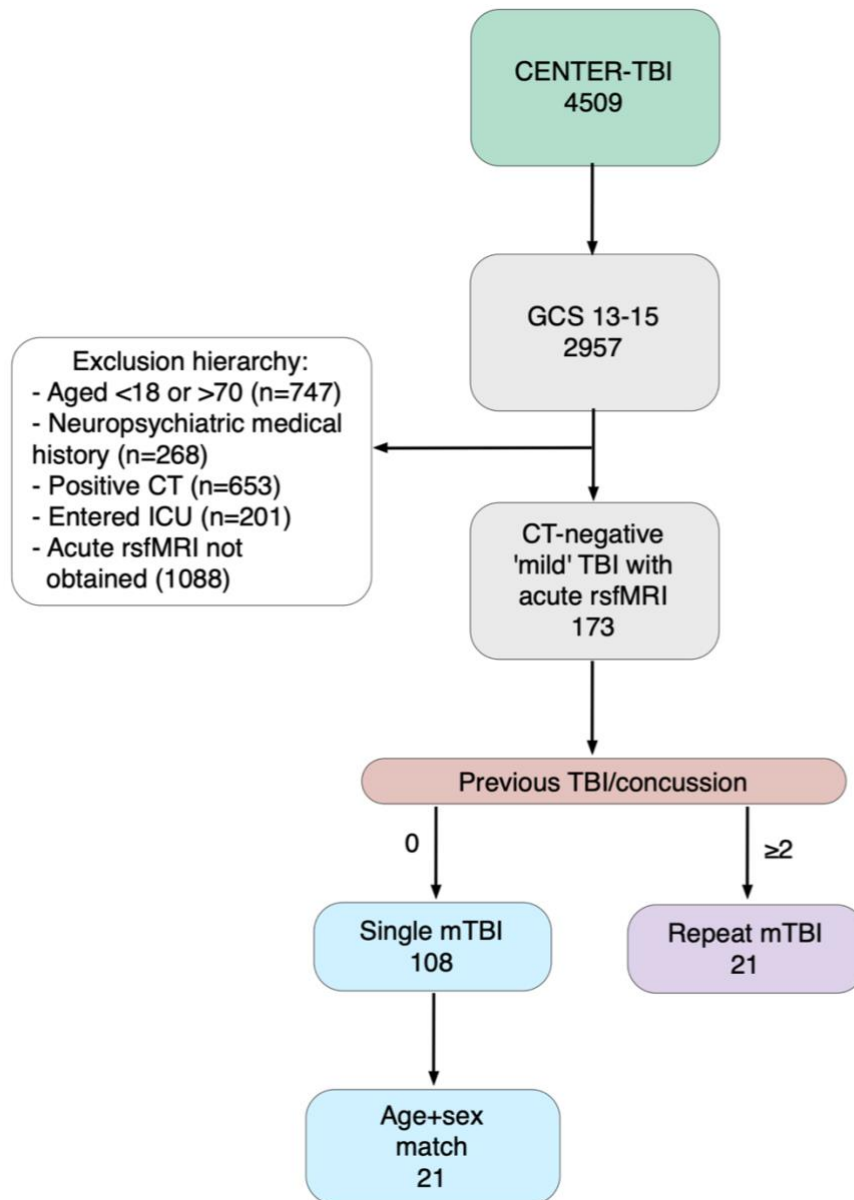 CENTER-TBI
4509
GCS 13-15
2957
Exclusion hierarchy:
- Aged <18 or >70 (n=747)
- Neuropsychiatric medical
history (n=268)
- Positive CT (n=653)
- Entered ICU (n=201)
- Acute rsfMRI not
obtained (1088)
CT-negative
'mild' TBI with
acute rsfMRI
173
Previous TBI/concussion
0
≥2
Single mTBI
108
Repeat mTBI
21
Age+sex
match
21